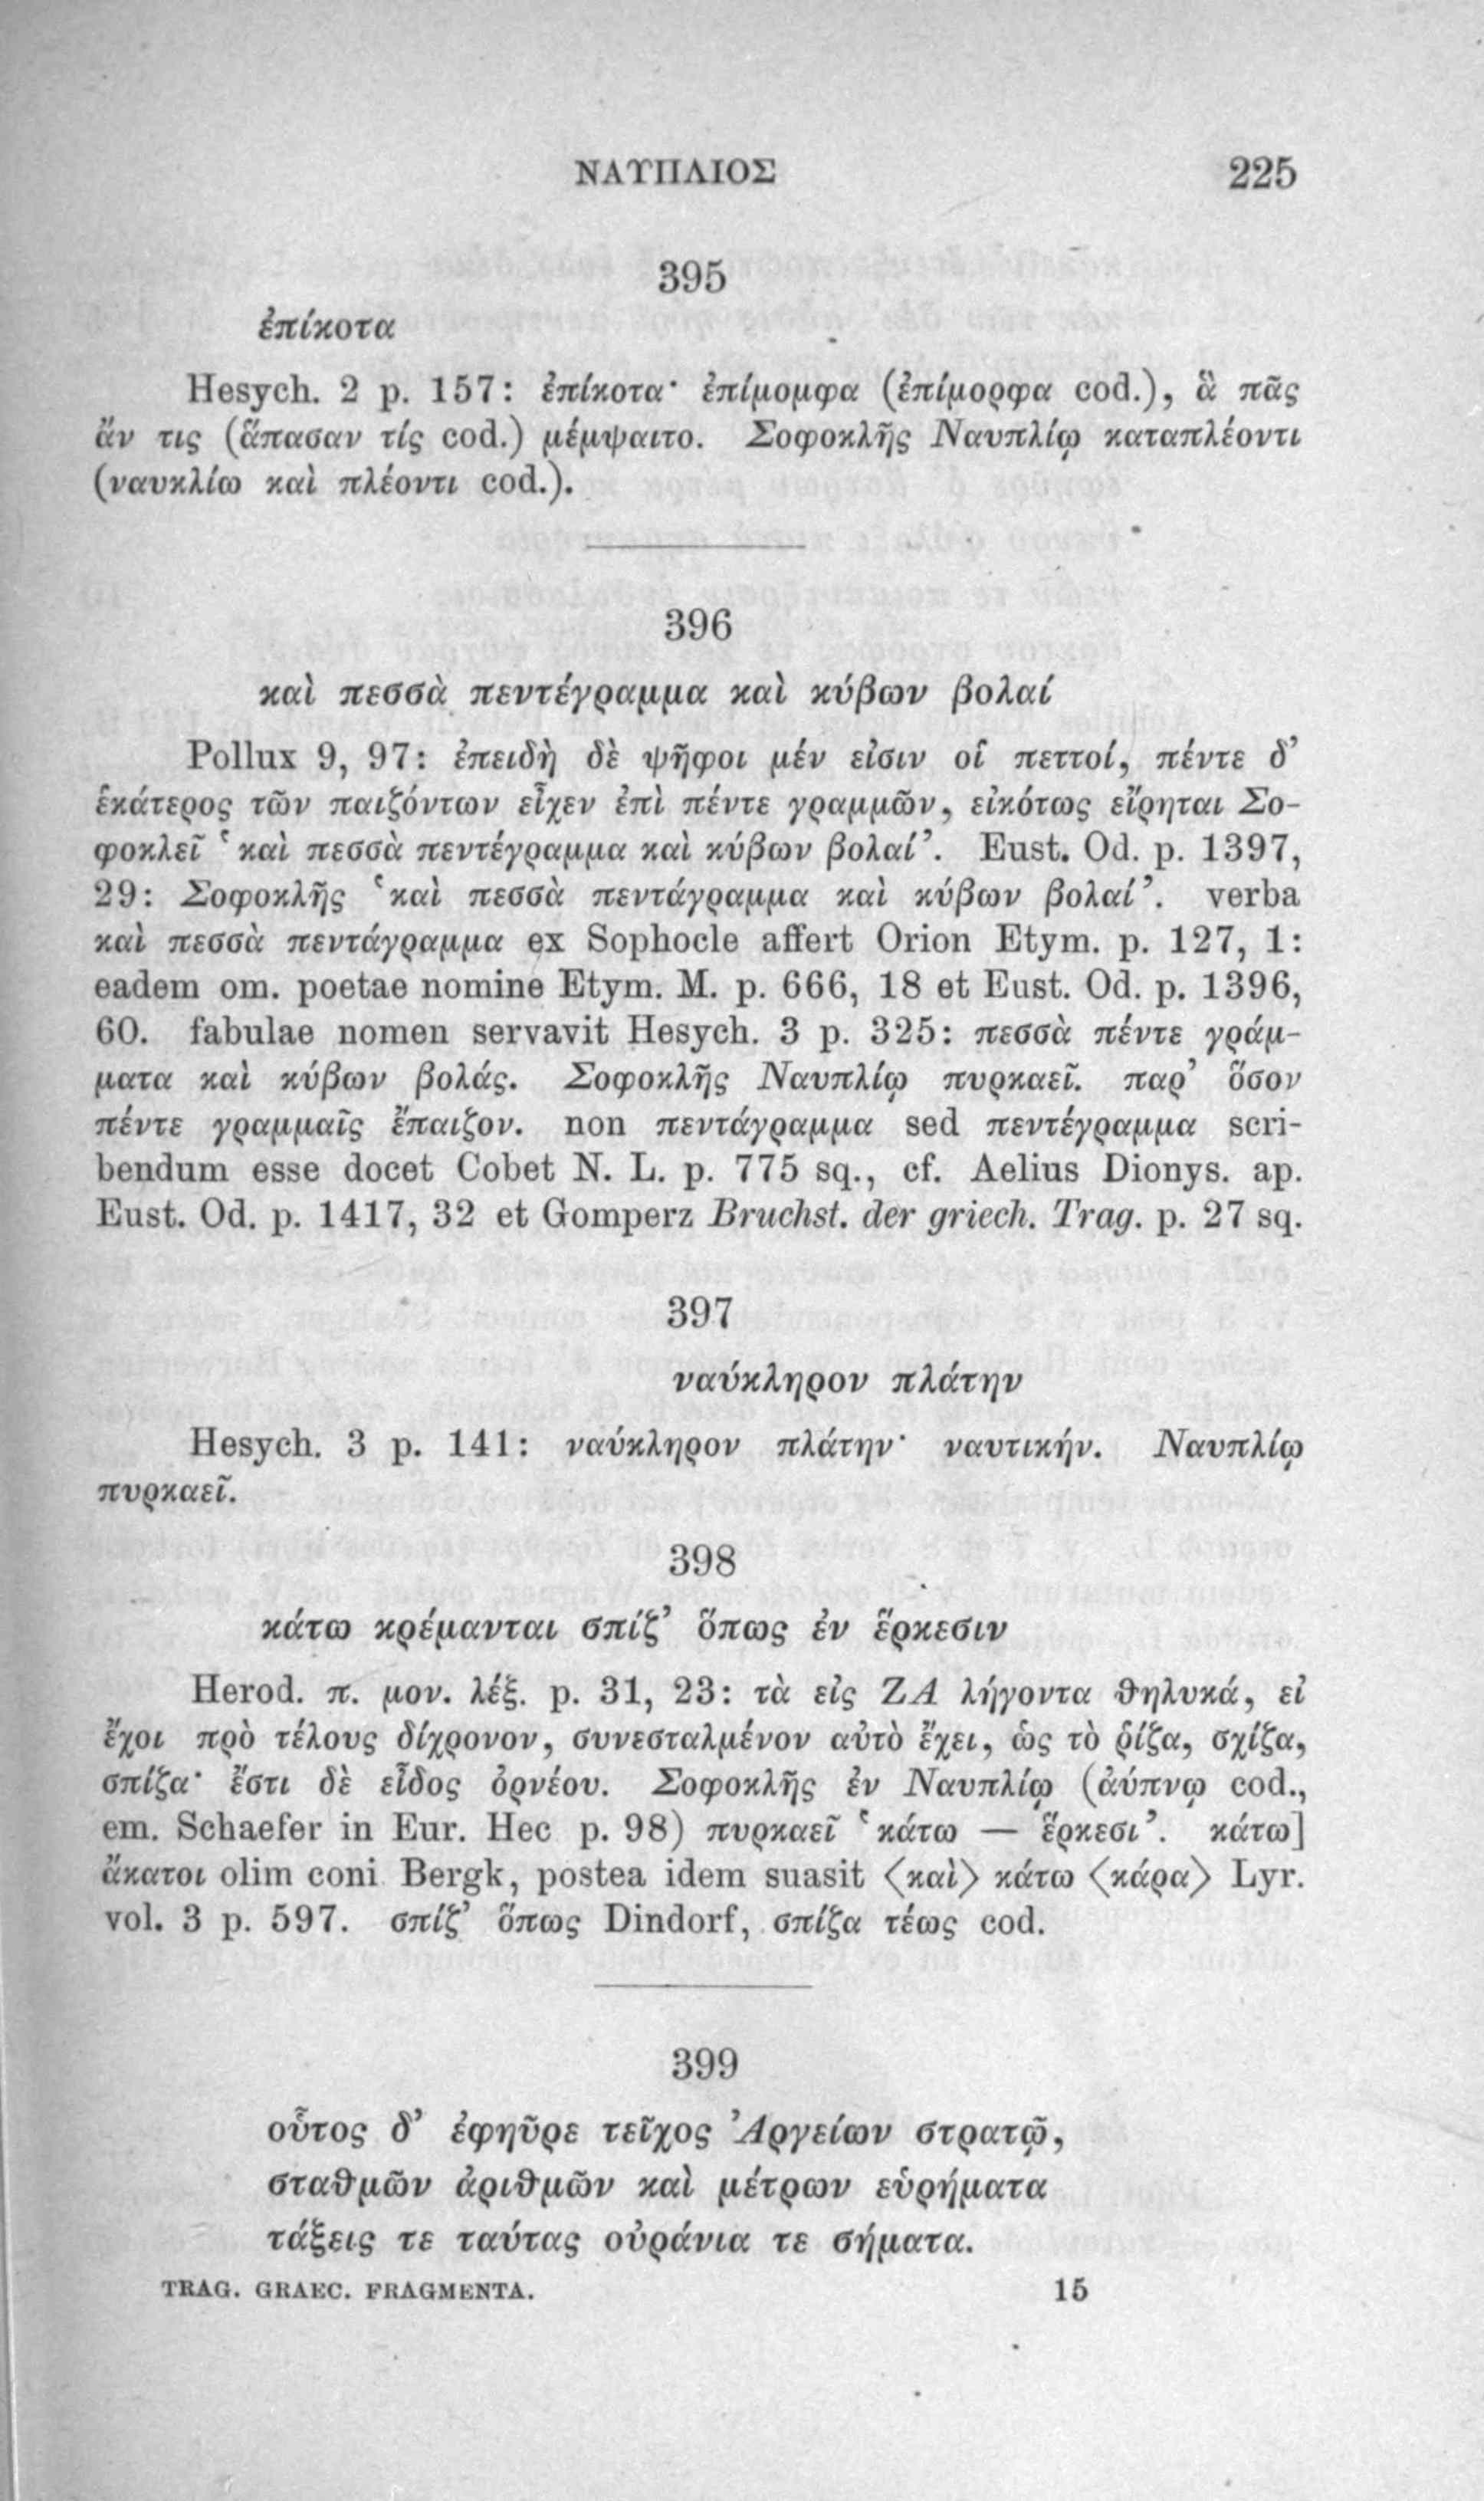 ΝΑΥΠΛΙΟΣ 225
395
ἐπίκοτα
Hesych. 2 p. 157: ἐπίκοτα· ἐπίμομφα (ἐπίμορφα cod.), ἃ πᾶς
ἄν τις (ἅπασαν τίς cod.) μέμψαιτο. Σοφοκλῆς Ναυπλίῳ καταπλέοντι
(ναυκλίω καὶ πλέοντι cod.).
396
καὶ πεσσὰ πεντέγραμμα καὶ κύβων βολαί
Pollux 9, 97: ἐπειδὴ δὲ ψῆφοι μέν εἰσιν οἱ πεττοί, πέντε δ’
ἑκάτερος τῶν παιζόντων εἶχεν ἐπὶ πέντε γραμμῶν, εἰκότως εἴρηται Σο-
φοκλεῖ ‘καὶ πεσσὰ πεντέγραμμα καὶ κύβων βολαί’. Eust. Od. p. 1397,
29: Σοφοκλῆς ‘καὶ πεσσὰ πεντάγραμμα καὶ κύβων βολαί’. verba
καὶ πεσσὰ πεντάγραμμα ex Sophocle affert Orion Etym. p. 127, 1:
eadem om. poetae nomine Etym. M. p. 666, 18 et Eust. Od. p. 1396,
60. fabulae nomen servavit Hesych. 3 p. 325: πεσσὰ πέντε γράμ-
ματα καὶ κύβων βολάς. Σοφοκλῆς Ναυπλίῳ πυρκαεῖ. παρ’ ὅσον
πέντε γραμμαῖς ἔπαιζον. non πεντάγραμμα sed πεντέγραμμα scri-
bendum esse docet Cobet N. L. p. 775 sq., cf. Aelius Dionys. ap.
Eust. Od. p. 1417, 32 et Gomperz Bruchst. der griech. Trag. p. 27 sq.
397
ναύκληρον πλάτην
Hesych. 3 p. 141: ναύκληρον πλάτην· ναυτικήν. Ναυπλίῳ
πυρκαεῖ.
398
κάτω κρέμανται σπίζ’ ὅπως ἐν ἕρκεσιν
Herod. π. μον. λέξ. p. 31, 23: τὰ εἰς ΖΑ λήγοντα θηλυκά, εἰ
ἔχοι πρὸ τέλους δίχρονον, συνεσταλμένον αὐτὸ ἔχει, ὡς τὸ ῥίζα, σχίζα,
σπίζα· ἔστι δὲ εἶδος ὀρνέου. Σοφοκλῆς ἐν Ναυπλίῳ (ἀύπνῳ cod.,
em. Schaefer in Eur. Hec p. 98) πυρκαεῖ ‘κάτω — ἕρκεσι’. κάτω]
ἄκατοι olim coni Bergk, postea idem suasit ⟨καὶ⟩ κάτω ⟨κάρα⟩ Lyr.
vol. 3 p. 597. σπίζ’ ὅπως Dindorf, σπίζα τέως cod.
399
οὗτος δ’ ἐφηῦρε τεῖχος Ἀργείων στρατῷ,
σταθμῶν ἀριθμῶν καὶ μέτρων εὑρήματα
τάξεις τε ταύτας οὐράνια τε σήματα.
TRAG. GRAEC. FRAGMENTA. 15